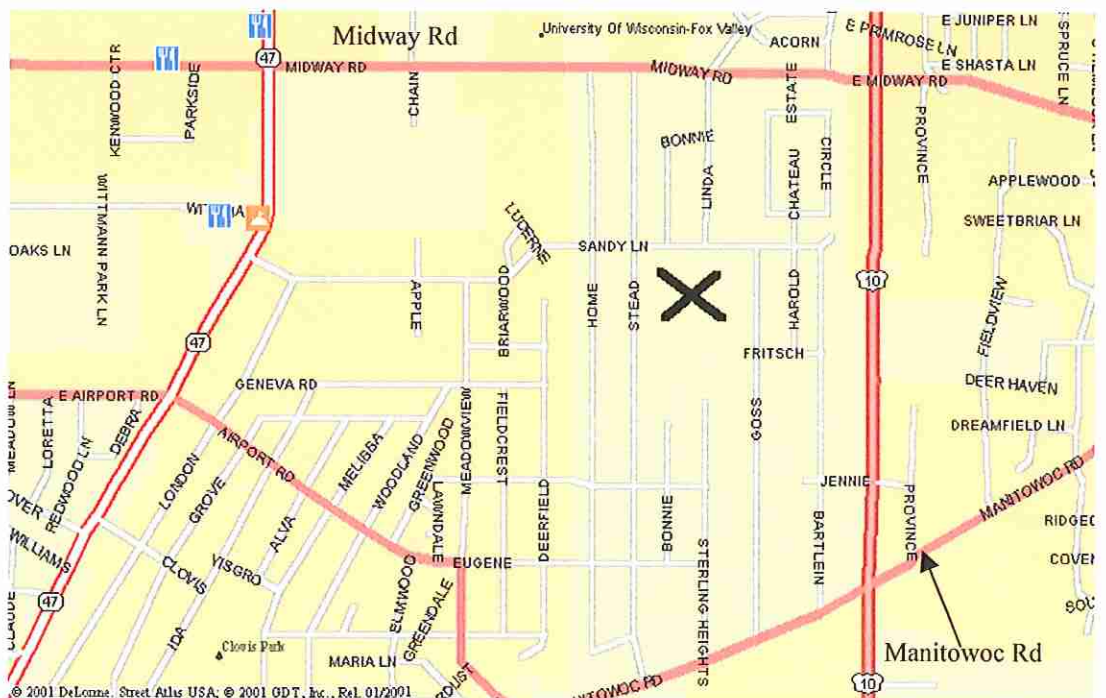 47
Midway Rd
University Of Wisconsin-Fox Valley
ACORN
E PRIMROSE LN
E JUNIPER LN
E SHASTA LN
SPRUCE LN
MIDWAY RD
MIDWAY RD
E MIDWAY RD
KENWOOD CTR
PARKSIDE
CHAIN
BONNIE
LINDA
ESTATE
CHATEAU
CIRCLE
PROVINCE
APPLEWOOD
SWEETBRIAR LN
WITTMANN PARK LN
OAKS LN
LUCERNE
SANDY LN
47
APPLE
BRIARWOOD
HOME
STEAD
HAROLD
10
FIELDVIEW
FRITSCH
DEER HAVEN
E AIRPORT RD
GENEVA RD
MEADOW LN
LORETTA
REDWOOD LN
DEBRA
AIRPORT RD
LONDON
GROVE
ALVA
MELISSA
WOODLAND
GREENWOOD
LAWNDALE
MEADOWVIEW
FIELDCREST
DEERFIELD
GOSS
DREAMFIELD LN
JENNIE
PROVINCE
MANITOWOC RD
BONNIE
STERLING HEIGHTS
BARTLEIN
WILLIAMS
CLOVIS
VISGRO
EUGENE
ELMWOOD
GREENDALE
47
CLAUDE
IDA
Clovis Park
MARIA LN
10
Manitowoc Rd
© 2001 DeLorme. Street Atlas USA; © 2001 GDT, Inc., Rel. 01/2001